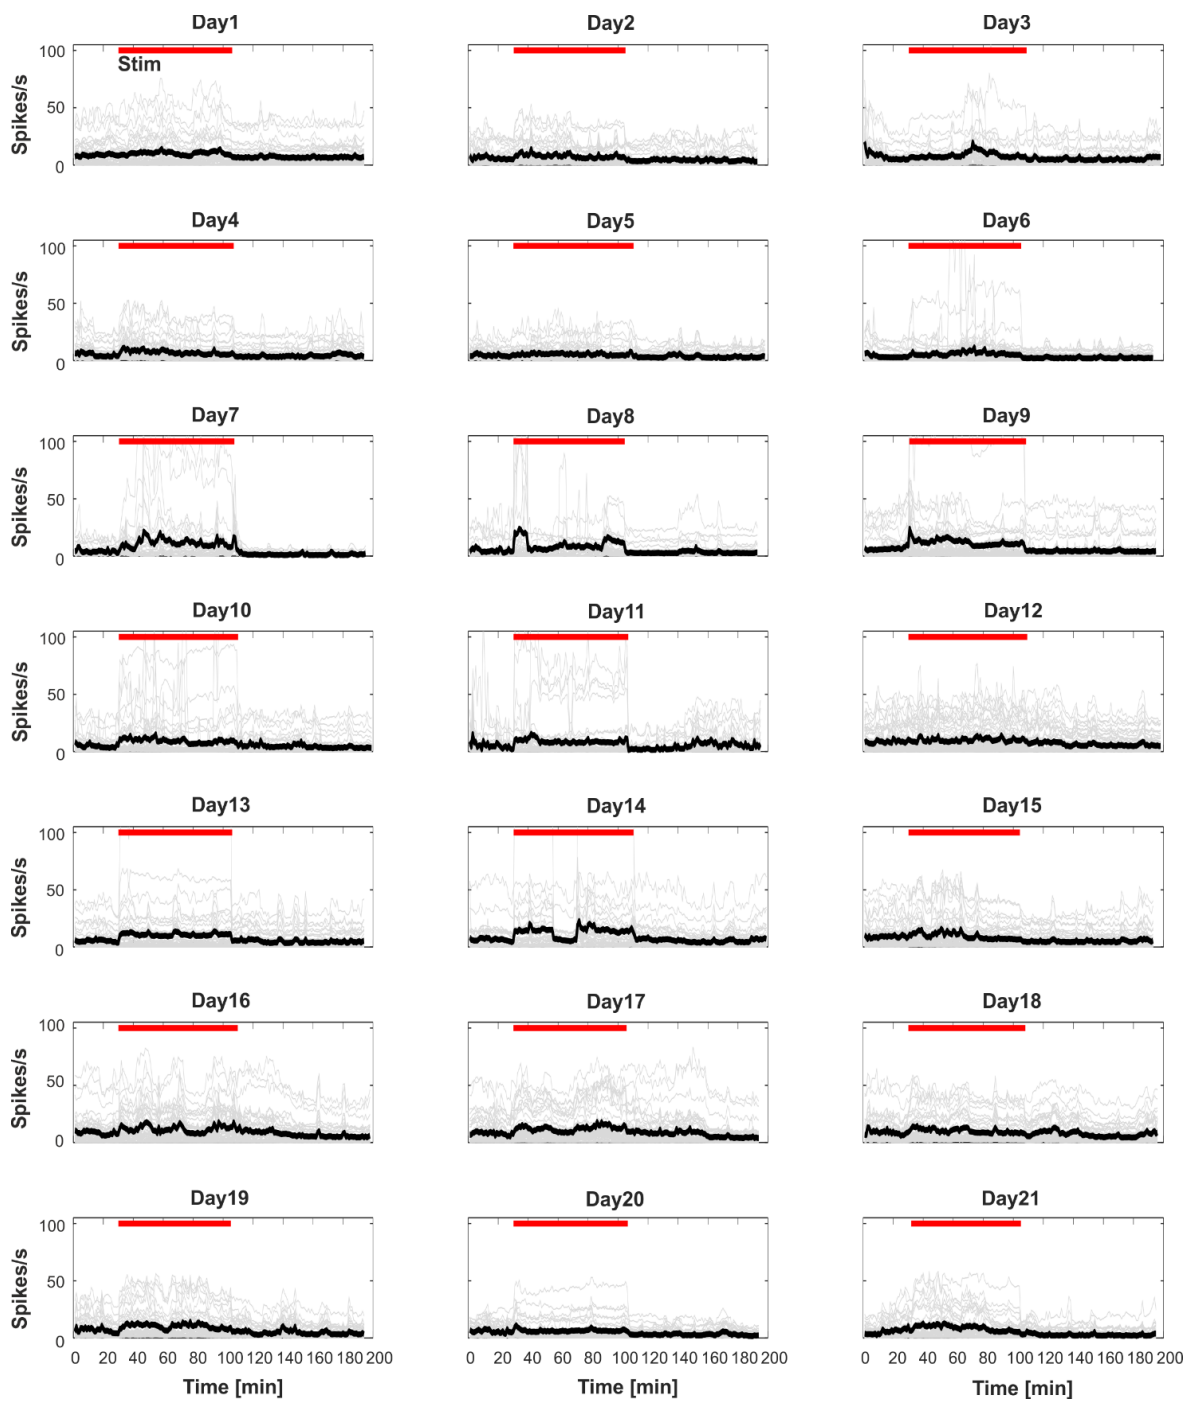 Day1 Day2 Day3
Spikes/s 100 50 0
Stim
Day4 Day5 Day6
Spikes/s 100 50 0
Day7 Day8 Day9
Spikes/s 100 50 0
Day10 Day11 Day12
Spikes/s 100 50 0
Day13 Day14 Day15
Spikes/s 100 50 0
Day16 Day17 Day18
Spikes/s 100 50 0
Day19 Day20 Day21
Spikes/s 100 50 0
0 20 40 60 80 100 120 140 160 180 200 0 20 40 60 80 100 120 140 160 180 200 0 20 40 60 80 100 120 140 160 180 200
Time [min] Time [min] Time [min]